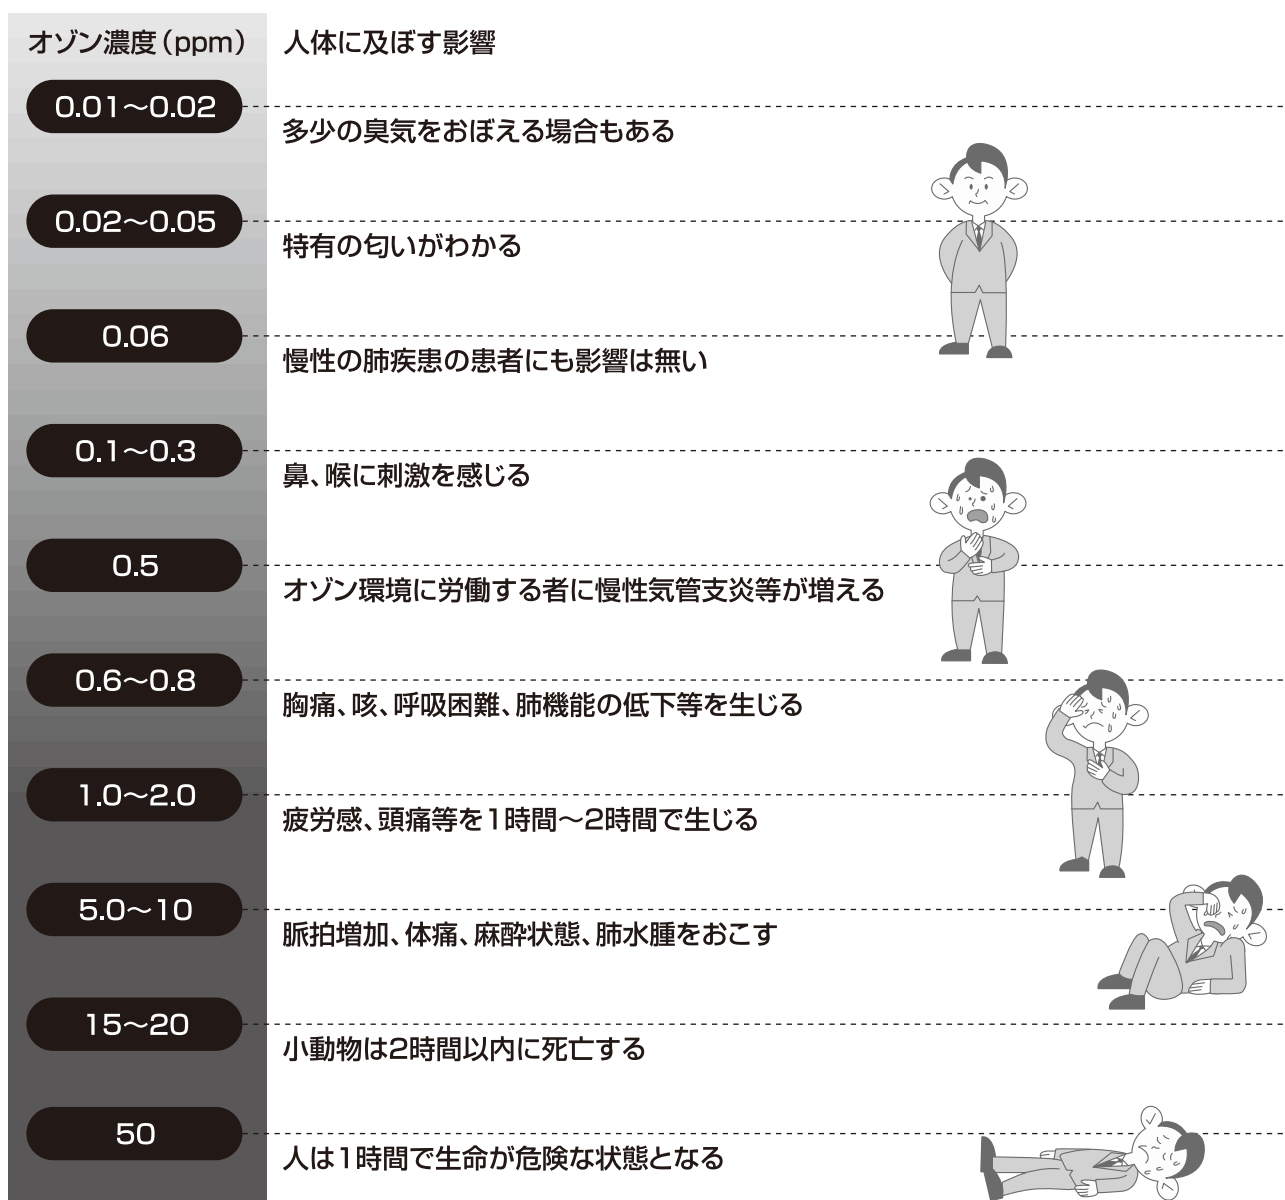 オゾン濃度(ppm) 人体に及ぼす影響
0.01〜0.02
多少の臭気をおぼえる場合もある
0.02〜0.05
特有の匂いがわかる
0.06
慢性の肺疾患の患者にも影響は無い
0.1〜0.3
鼻、喉に刺激を感じる
0.5
オゾン環境に労働する者に慢性気管支炎等が増える
0.6〜0.8
胸痛、咳、呼吸困難、肺機能の低下等を生じる
1.0〜2.0
疲労感、頭痛等を1時間〜2時間で生じる
5.0〜10
脈拍増加、体痛、麻酔状態、肺水腫をおこす
15〜20
小動物は2時間以内に死亡する
50
人は1時間で生命が危険な状態となる